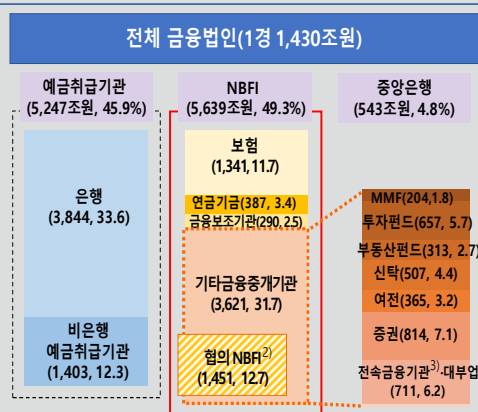 전체 금융법인(1경 1,430조원)
예금취급기관
(5,247조원, 45.9%)
은행
(3,844, 33.6)
비은행
예금취급기관
(1,403, 12.3)
NBFI
(5,639조원, 49.3%)
보험
(1,341,11.7)
연금기금(387, 3.4)
금융보조기관(290,2.5)
기타금융중개기관
(3,621, 31.7)
협의 NBFI2)
(1,451, 12.7)
중앙은행
(543조원, 4.8%)
MMF(204,1.8)
투자펀드(657, 5.7)
부동산펀드(313, 2.7)
신탁(507, 4.4)
여전(365, 3.2)
증권(814, 7.1)
전속금융기관3)·대부업
(711, 6.2)